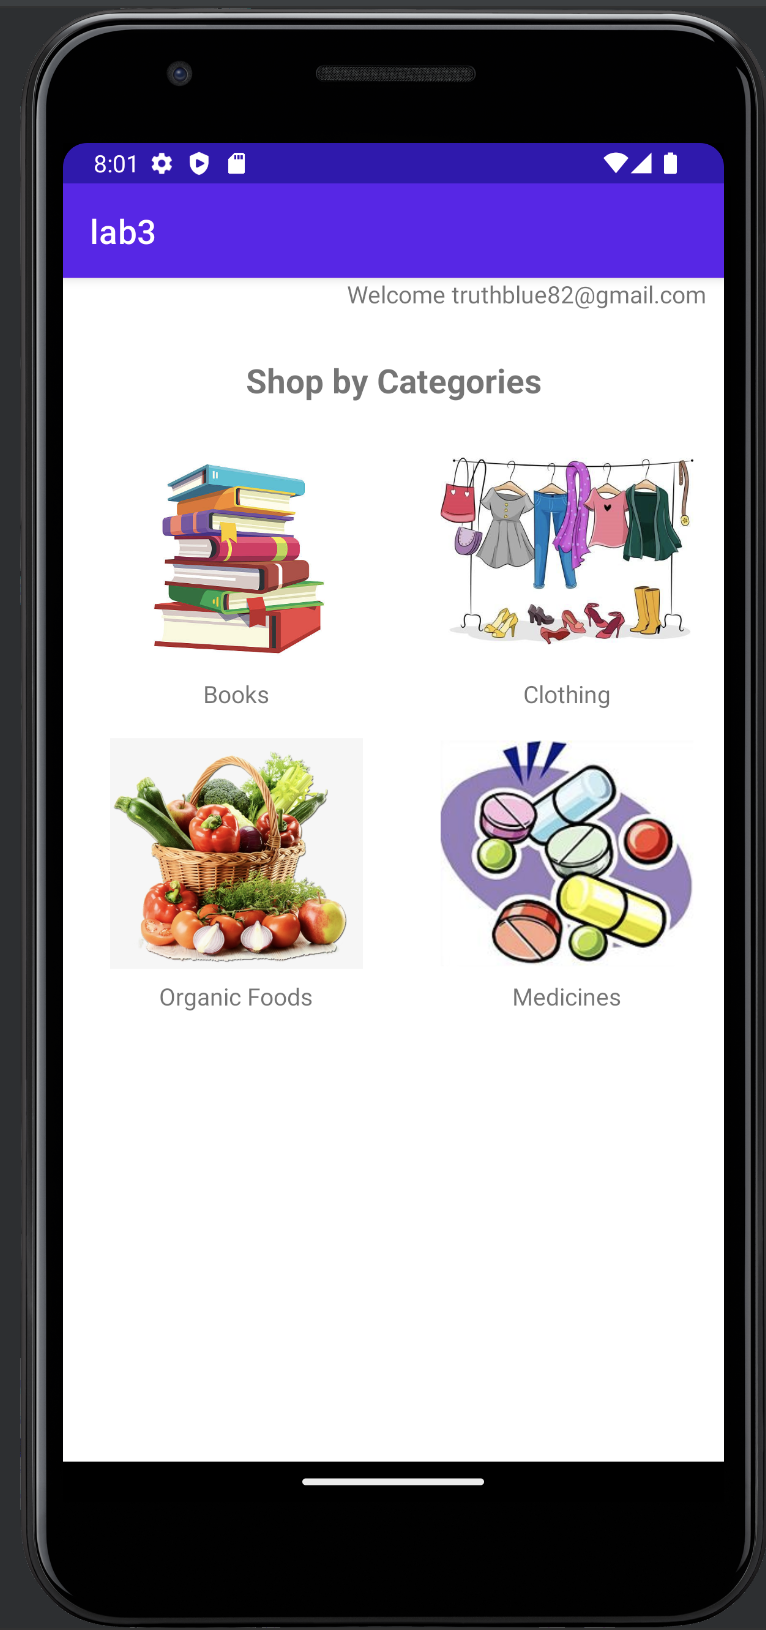 8:01
lab3
Welcome truthblue82@gmail.com
Shop by Categories
Books
Clothing
Organic Foods
Medicines